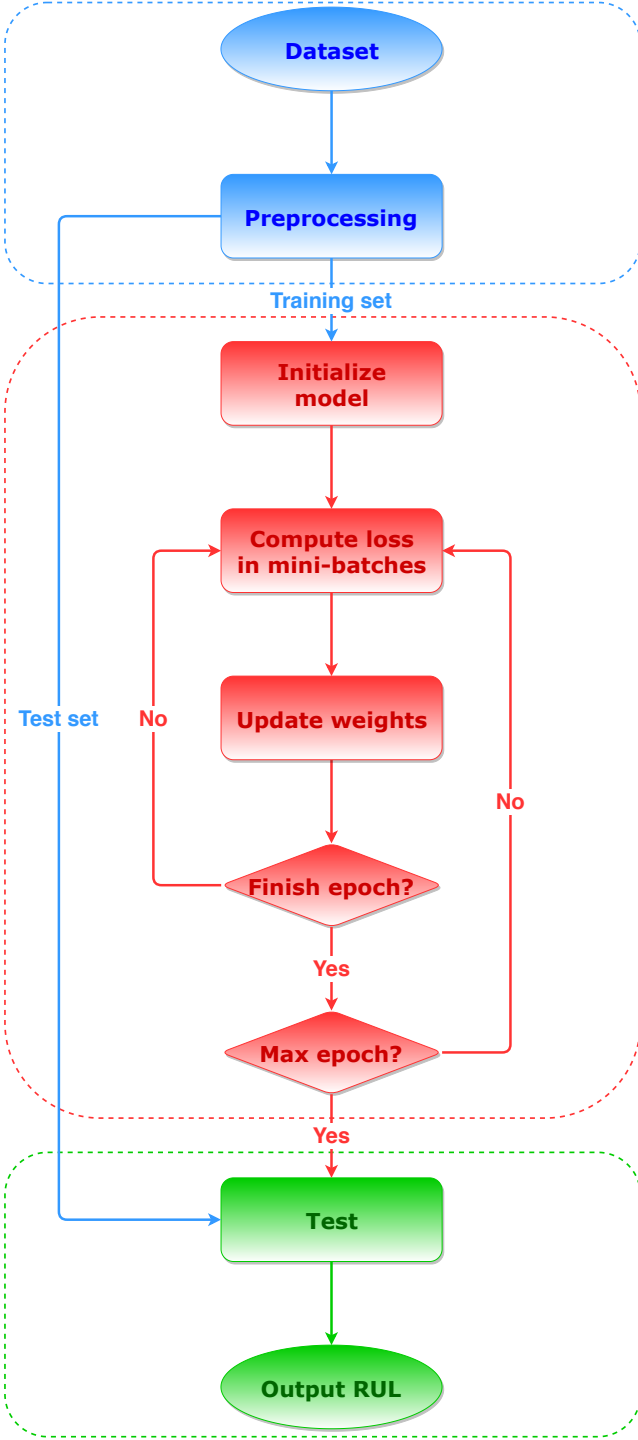 Dataset
Preprocessing
Training set
Initialize
model
Compute loss
in mini-batches
Test set
No
Update weights
No
Finish epoch?
Yes
Max epoch?
Yes
Test
Output RUL